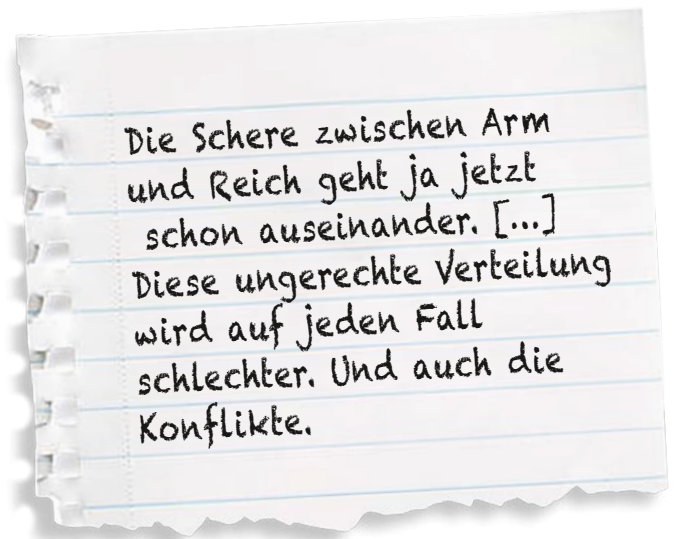 Die Schere zwischen Arm
und Reich geht ja jetzt
schon auseinander. [...]
Diese ungerechte Verteilung
wird auf jeden Fall
schlechter. Und auch die
Konflikte.